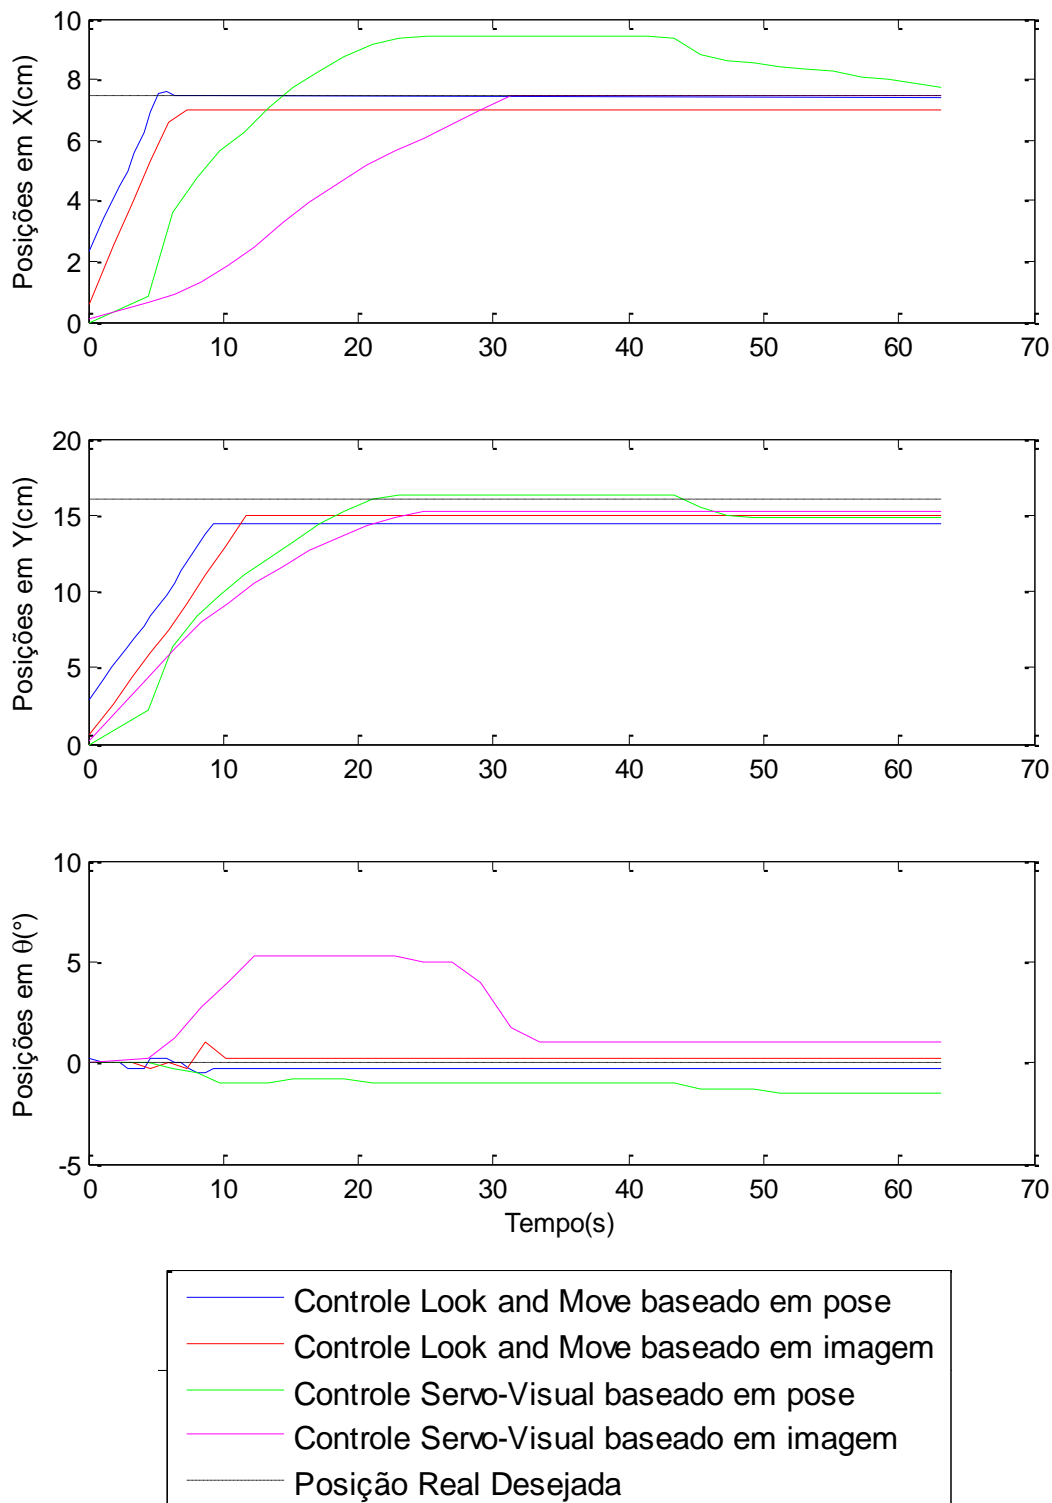 10
8
6
4
2
0
Posições em X(cm)
0 10 20 30 40 50 60 70
20
15
10
5
0
Posições em Y(cm)
0 10 20 30 40 50 60 70
10
5
0
-5
Posições em θ(°)
0 10 20 30 40 50 60 70
Tempo(s)
Controle Look and Move baseado em pose
Controle Look and Move baseado em imagem
Controle Servo-Visual baseado em pose
Controle Servo-Visual baseado em imagem
Posição Real Desejada